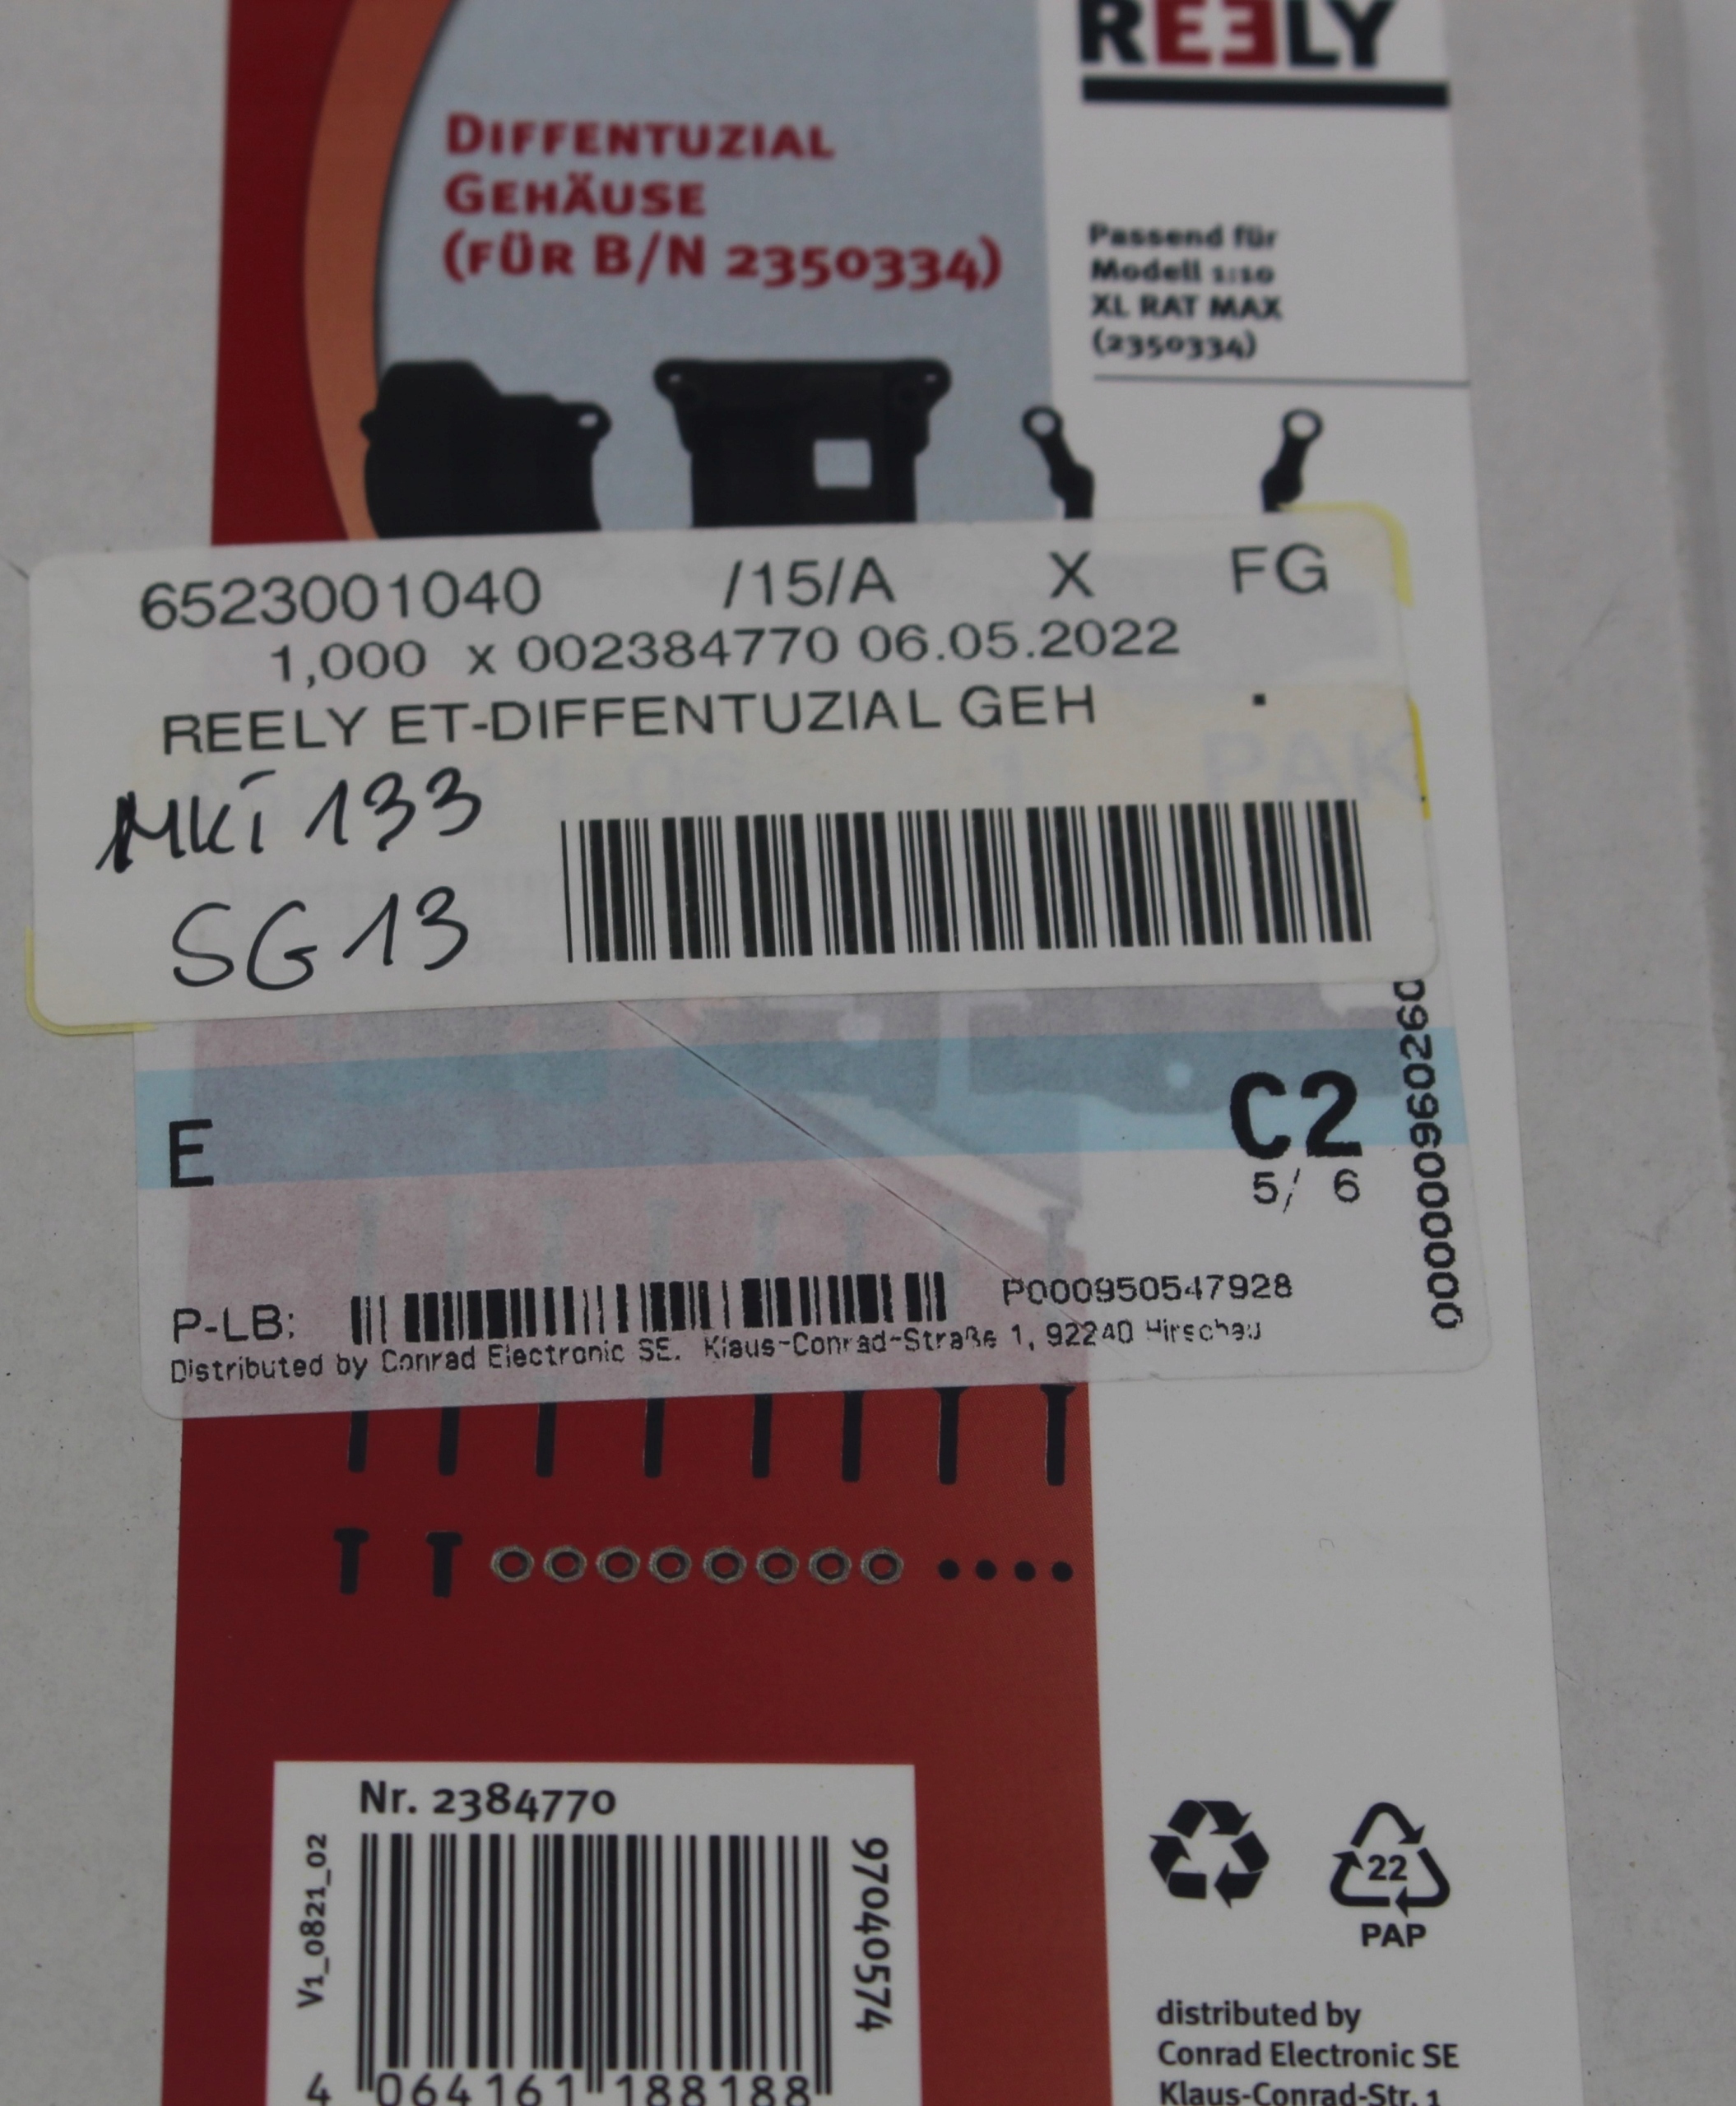 REELY
DIFFENTUZIAL
GEHÄUSE
(FÜR B/N 2350334)
Passend für
Modell 1:10
XL RAT MAX
(2350334)
6523001040 /15/A X FG
1,000 x 002384770 06.05.2022
REELY ET-DIFFENTUZIAL GEH .
PAK
MKi 133
SG 13
E
C2
5/ 6
P-LB: P000950547928
Distributed by Conrad Electronic SE. Klaus-Conrad-Straße 1, 92240 Hirschau
Nr. 2384770
V1_0821_02
97040574
4 064161 188188
22
PAP
distributed by
Conrad Electronic SE
Klaus-Conrad-Str. 1